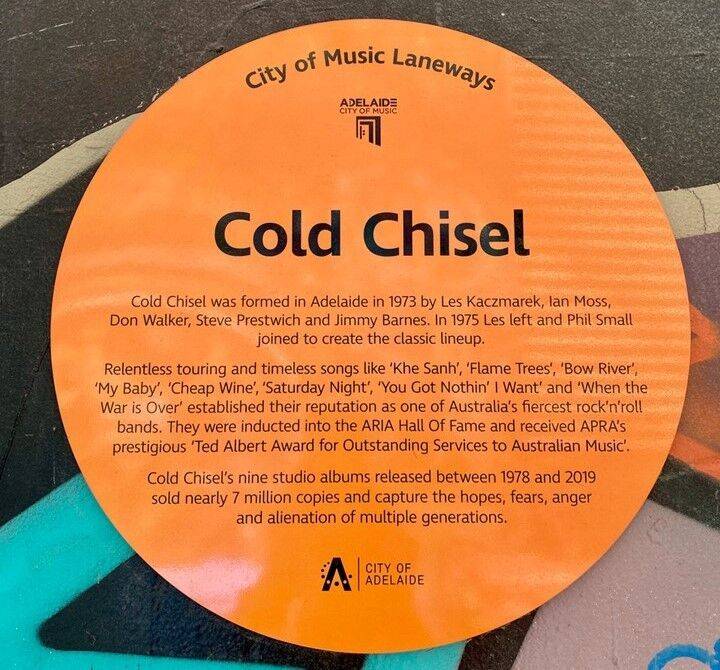 City of Music Laneways
ADELAIDE
CITY OF MUSIC
Cold Chisel
Cold Chisel was formed in Adelaide in 1973 by Les Kaczmarek, Ian Moss,
Don Walker, Steve Prestwich and Jimmy Barnes. In 1975 Les left and Phil Small
joined to create the classic lineup.
Relentless touring and timeless songs like 'Khe Sanh', 'Flame Trees', 'Bow River',
'My Baby', 'Cheap Wine', 'Saturday Night', 'You Got Nothin' I Want' and 'When the
War is Over' established their reputation as one of Australia's fiercest rock'n'roll
bands. They were inducted into the ARIA Hall Of Fame and received APRA's
prestigious 'Ted Albert Award for Outstanding Services to Australian Music'.
Cold Chisel's nine studio albums released between 1978 and 2019
sold nearly 7 million copies and capture the hopes, fears, anger
and alienation of multiple generations.
CITY OF
ADELAIDE